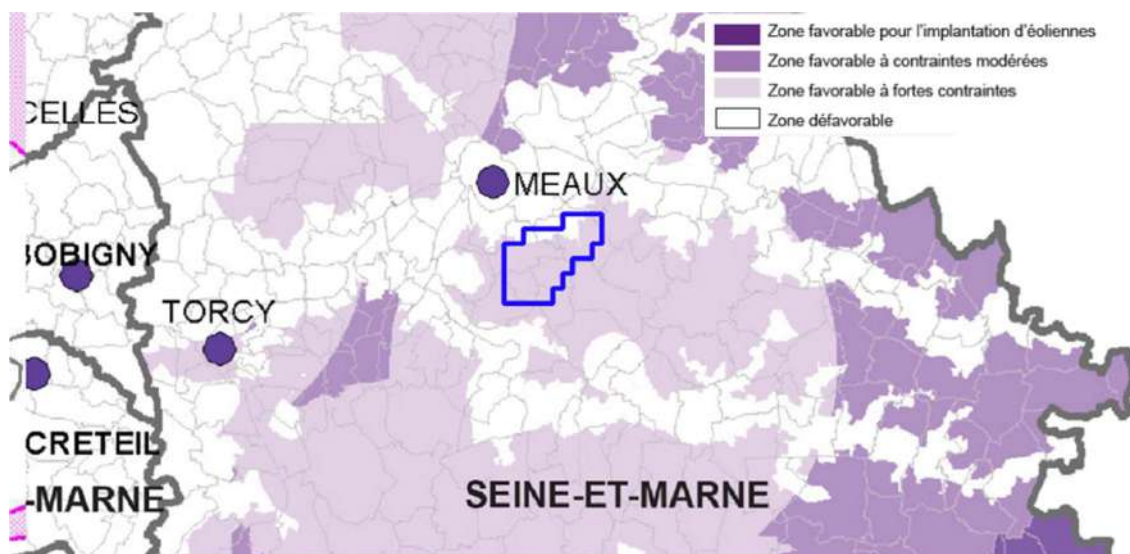 Zone favorable pour l'implantation d'éoliennes
Zone favorable à contraintes modérées
Zone favorable à fortes contraintes
Zone défavorable
CELLES
MEAUX
BOBIGNY
TORCY
CRETEIL
-MARNE
SEINE-ET-MARNE